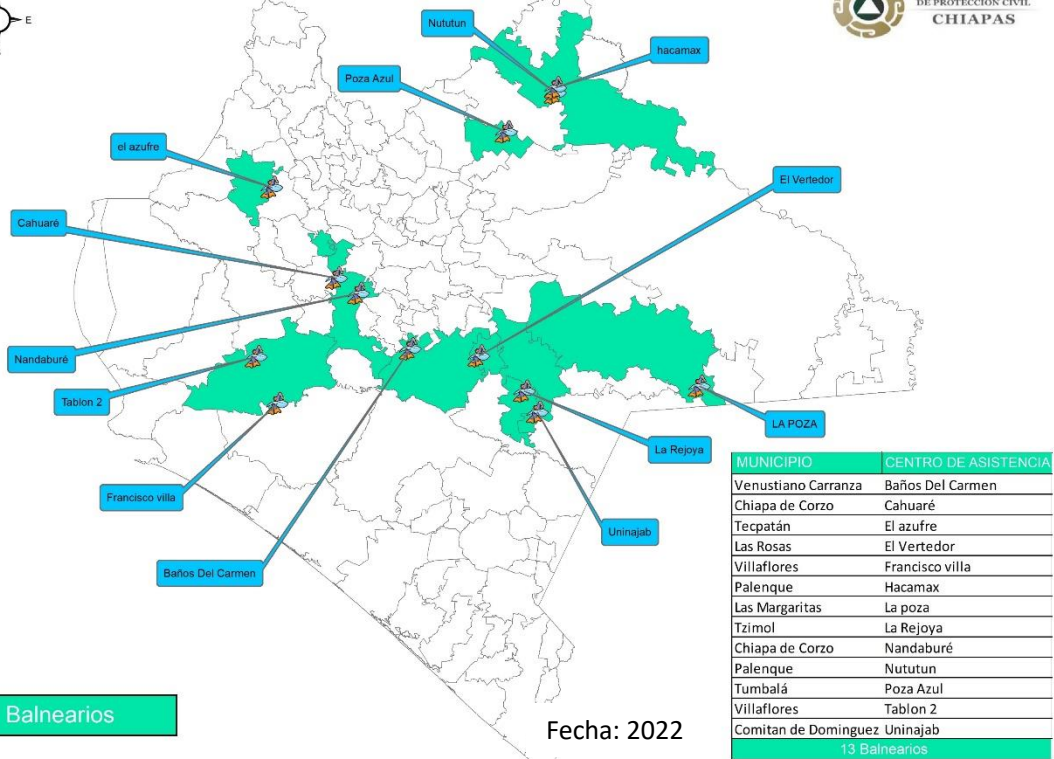 E
DE PROTECCIÓN CIVIL
CHIAPAS
Nututun
hacamax
Poza Azul
el azufre
El Vertedor
Cahuaré
Nandaburé
Tablon 2
LA POZA
La Rejoya
Francisco villa
Uninajab
Baños Del Carmen
MUNICIPIO CENTRO DE ASISTENCIA
Venustiano Carranza Baños Del Carmen
Chiapa de Corzo Cahuaré
Tecpatán El azufre
Las Rosas El Vertedor
Villaflores Francisco villa
Palenque Hacamax
Las Margaritas La poza
Tzimol La Rejoya
Chiapa de Corzo Nandaburé
Palenque Nututun
Tumbalá Poza Azul
Villaflores Tablon 2
Comitan de Dominguez Uninajab
13 Balnearios
Balnearios
Fecha: 2022